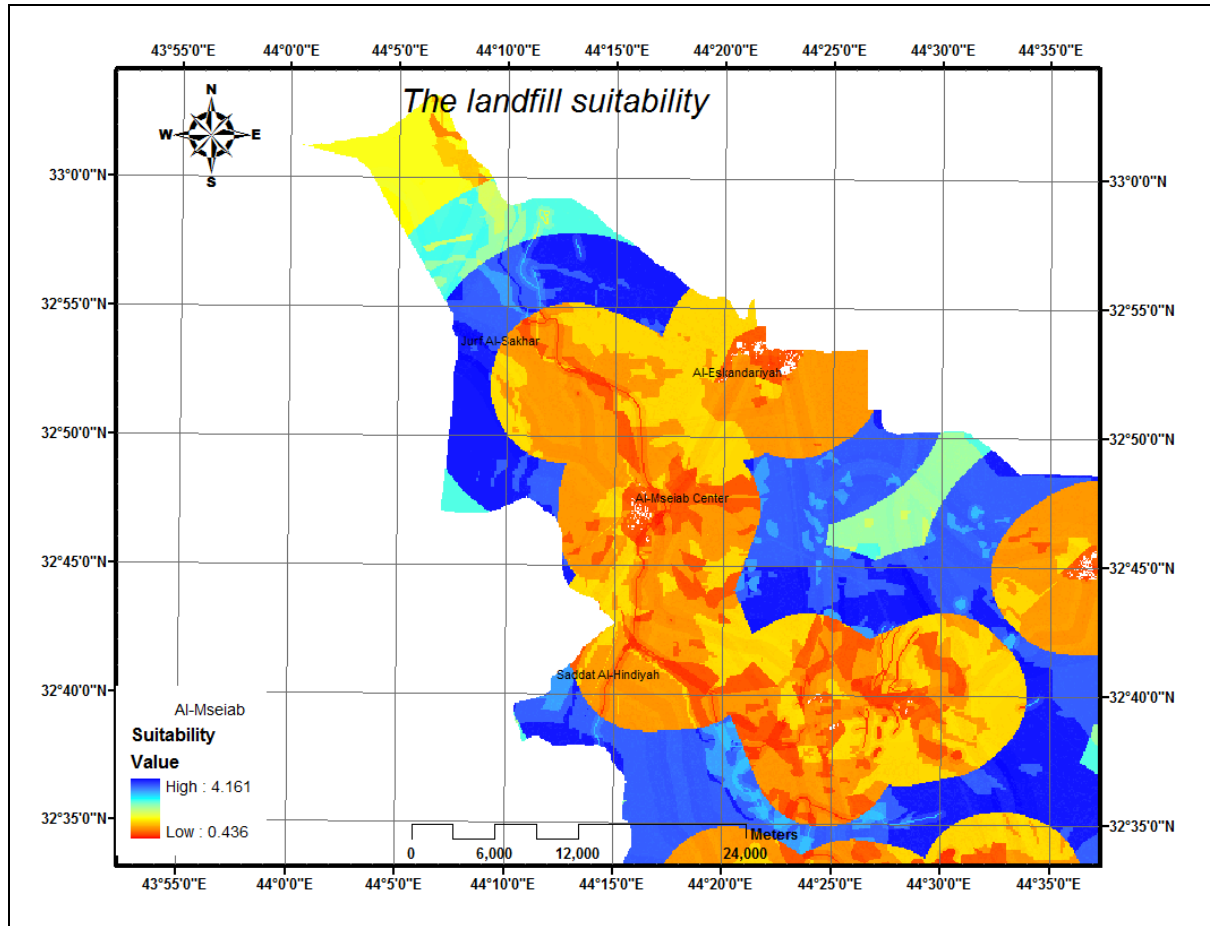 43°55'0"E 44°0'0"E 44°5'0"E 44°10'0"E 44°15'0"E 44°20'0"E 44°25'0"E 44°30'0"E 44°35'0"E
The landfill suitability
N
W E
S
33°0'0"N 33°0'0"N
32°55'0"N 32°55'0"N
Jurf Al-Sakhar
Al-Eskandariyah
32°50'0"N 32°50'0"N
Al-Mseiab Center
32°45'0"N 32°45'0"N
Saddat Al-Hindiyah
32°40'0"N 32°40'0"N
Al-Mseiab
Suitability
Value
High : 4.161
Low : 0.436
32°35'0"N 32°35'0"N
Meters
0 6,000 12,000 24,000
43°55'0"E 44°0'0"E 44°5'0"E 44°10'0"E 44°15'0"E 44°20'0"E 44°25'0"E 44°30'0"E 44°35'0"E